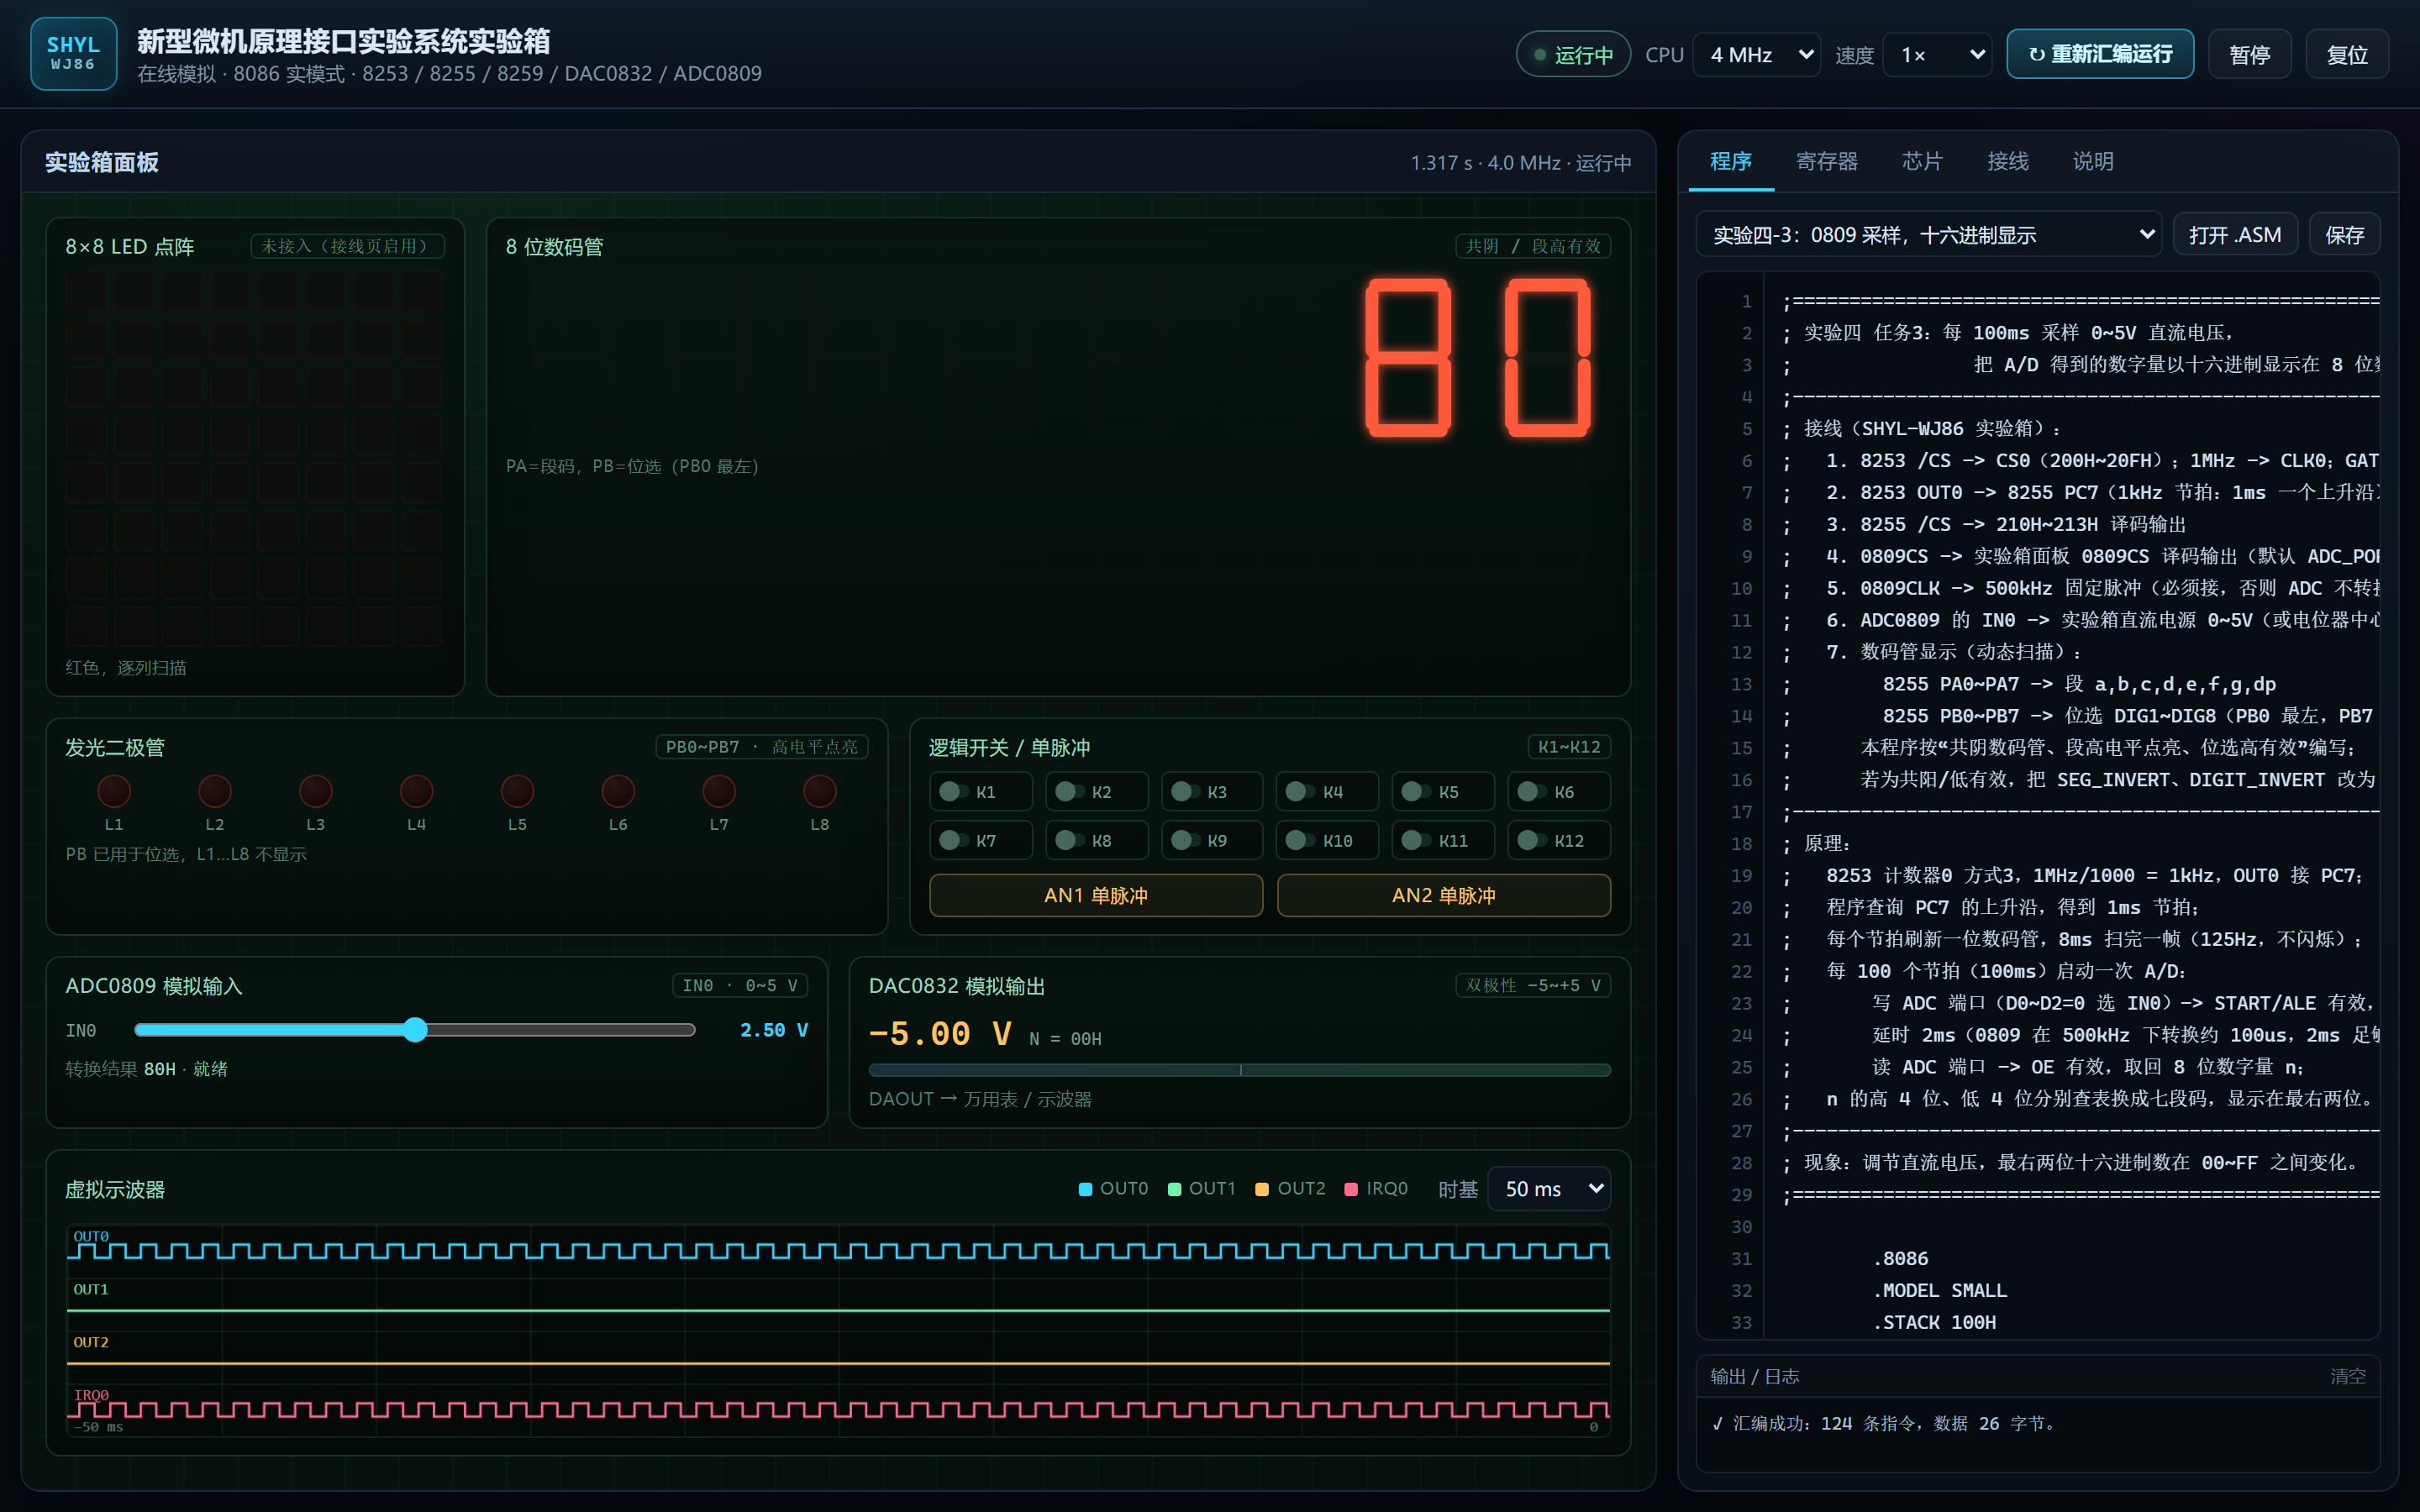 SHYL
WJ86
新型微机原理接口实验系统实验箱
在线模拟 · 8086 实模式 · 8253 / 8255 / 8259 / DAC0832 / ADC0809
运行中
CPU
4 MHz
速度
1×
↻ 重新汇编运行
暂停
复位
实验箱面板
1.317 s · 4.0 MHz · 运行中
8×8 LED 点阵
未接入（接线页启用）
红色，逐列扫描
8 位数码管
共阴 / 段高有效
80
PA=段码，PB=位选（PB0 最左）
发光二极管
PB0~PB7 · 高电平点亮
L1 L2 L3 L4 L5 L6 L7 L8
PB 已用于位选，L1…L8 不显示
逻辑开关 / 单脉冲
K1~K12
K1 K2 K3 K4 K5 K6
K7 K8 K9 K10 K11 K12
AN1 单脉冲
AN2 单脉冲
ADC0809 模拟输入
IN0 · 0~5 V
IN0
2.50 V
转换结果 80H · 就绪
DAC0832 模拟输出
双极性 −5~+5 V
−5.00 V N = 00H
DAOUT → 万用表 / 示波器
虚拟示波器
OUT0 OUT1 OUT2 IRQ0
时基
50 ms
OUT0
OUT1
OUT2
IRQ0
−50 ms
0
程序
寄存器
芯片
接线
说明
实验四-3：0809 采样，十六进制显示
打开 .ASM
保存
1 ;====================================================
2 ; 实验四 任务3：每 100ms 采样 0~5V 直流电压，
3 ; 把 A/D 得到的数字量以十六进制显示在 8 位
4 ;----------------------------------------------------
5 ; 接线（SHYL-WJ86 实验箱）：
6 ; 1. 8253 /CS -> CS0（200H~20FH）；1MHz -> CLK0；GAT
7 ; 2. 8253 OUT0 -> 8255 PC7（1kHz 节拍：1ms 一个上升沿）
8 ; 3. 8255 /CS -> 210H~213H 译码输出
9 ; 4. 0809CS -> 实验箱面板 0809CS 译码输出（默认 ADC_POR
10 ; 5. 0809CLK -> 500kHz 固定脉冲（必须接，否则 ADC 不转换
11 ; 6. ADC0809 的 IN0 -> 实验箱直流电源 0~5V（或电位器中心
12 ; 7. 数码管显示（动态扫描）：
13 ; 8255 PA0~PA7 -> 段 a,b,c,d,e,f,g,dp
14 ; 8255 PB0~PB7 -> 位选 DIG1~DIG8（PB0 最左，PB7
15 ; 本程序按“共阴数码管、段高电平点亮、位选高有效”编写；
16 ; 若为共阳/低有效，把 SEG_INVERT、DIGIT_INVERT 改为
17 ;----------------------------------------------------
18 ; 原理：
19 ; 8253 计数器0 方式3，1MHz/1000 = 1kHz，OUT0 接 PC7；
20 ; 程序查询 PC7 的上升沿，得到 1ms 节拍；
21 ; 每个节拍刷新一位数码管，8ms 扫完一帧（125Hz，不闪烁）；
22 ; 每 100 个节拍（100ms）启动一次 A/D：
23 ; 写 ADC 端口（D0~D2=0 选 IN0）-> START/ALE 有效，
24 ; 延时 2ms（0809 在 500kHz 下转换约 100us，2ms 足够
25 ; 读 ADC 端口 -> OE 有效，取回 8 位数字量 n；
26 ; n 的高 4 位、低 4 位分别查表换成七段码，显示在最右两位。
27 ;----------------------------------------------------
28 ; 现象：调节直流电压，最右两位十六进制数在 00~FF 之间变化。
29 ;====================================================
30
31 .8086
32 .MODEL SMALL
33 .STACK 100H
输出 / 日志
清空
✓ 汇编成功：124 条指令，数据 26 字节。